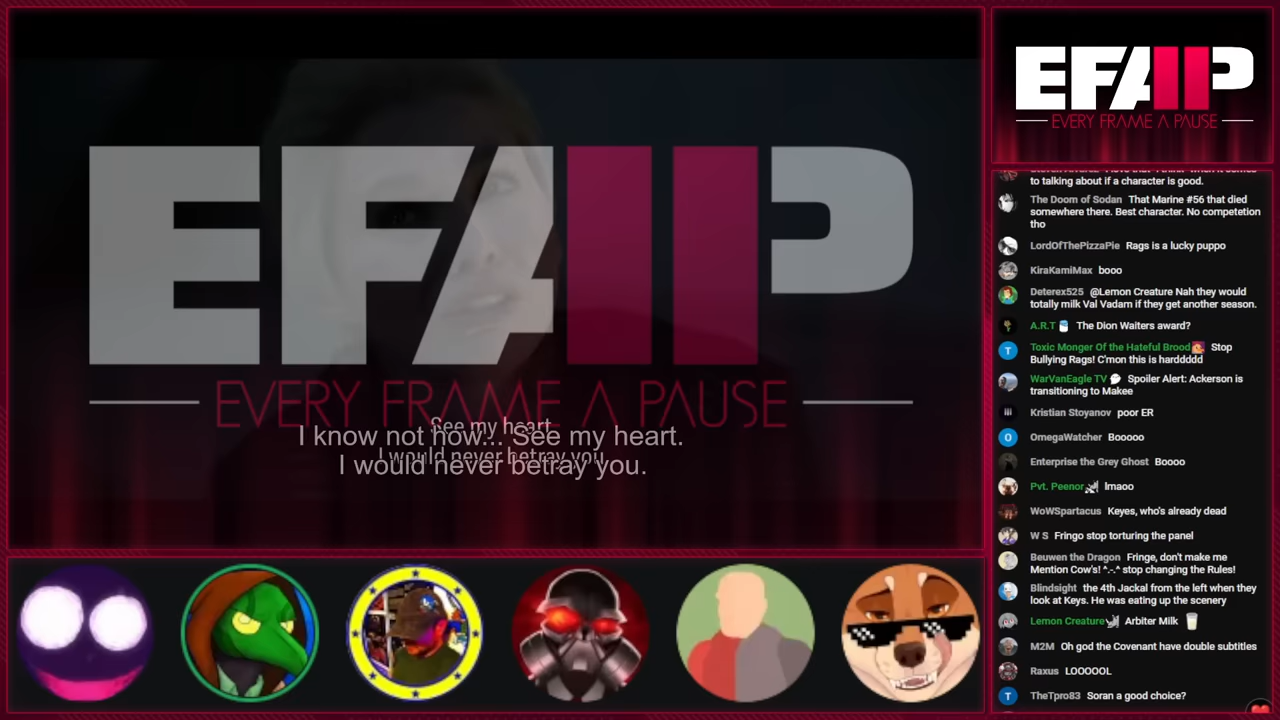 EFAP
EVERY FRAME A PAUSE
See my heart.
I would never betray you.
I know not how... See my heart.
I would never betray you.
EFAP
EVERY FRAME A PAUSE
to talking about if a character is good.
The Doom of Sodan That Marine #56 that died
somewhere there. Best character. No competetion
tho
LordOfThePizzaPie Rags is a lucky puppo
KiraKamiMax booo
Deterex525 @Lemon Creature Nah they would
totally milk Val Vadam if they get another season.
A.R.T The Dion Waiters award?
T
Toxic Monger Of the Hateful Brood Stop
Bullying Rags! C'mon this is harddddd
WarVanEagle TV Spoiler Alert: Ackerson is
transitioning to Makee
Kristian Stoyanov poor ER
O
OmegaWatcher Booooo
Enterprise the Grey Ghost Boooo
Pvt. Peenor lmaoo
WoWSpartacus Keyes, who's already dead
W S Fringo stop torturing the panel
Beuwen the Dragon Fringe, don't make me
Mention Cow's! ^.-.^ stop changing the Rules!
Blindsight the 4th Jackal from the left when they
look at Keys. He was eating up the scenery
Lemon Creature Arbiter Milk
M2M Oh god the Covenant have double subtitles
Raxus LOOOOOL
T
TheTpro83 Soran a good choice?